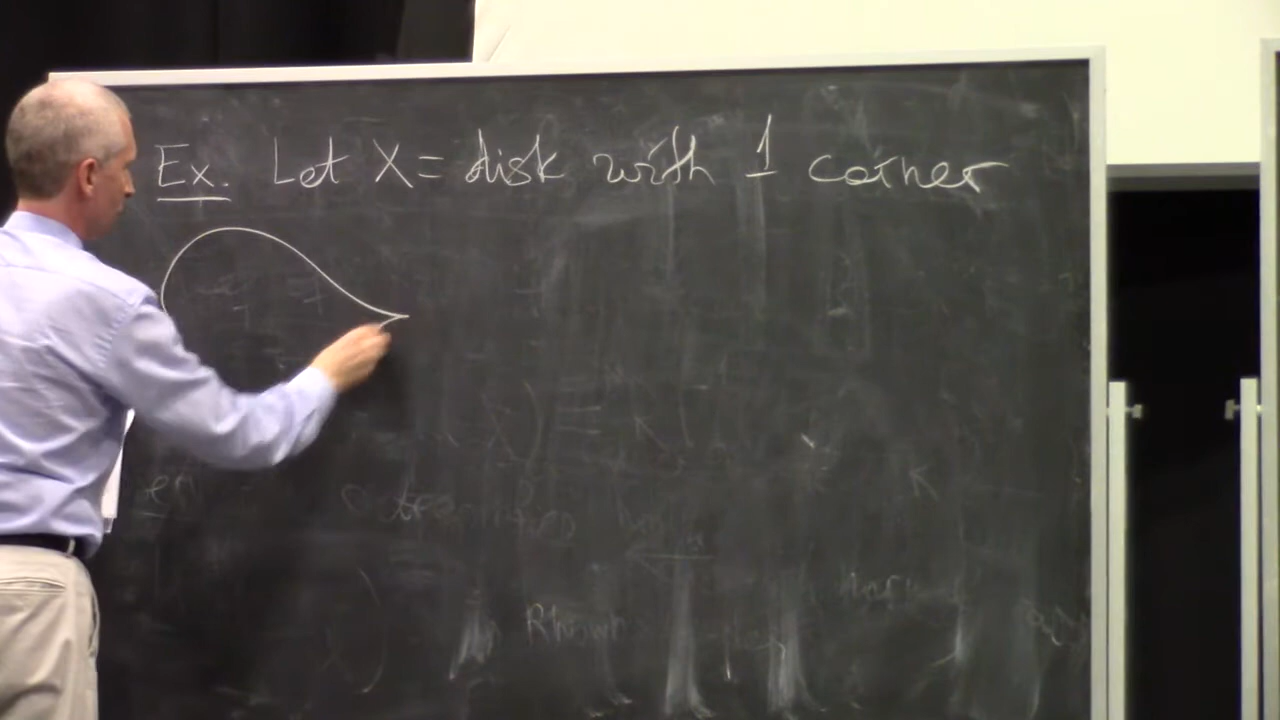 Ex. Let X = disk with 1 corner